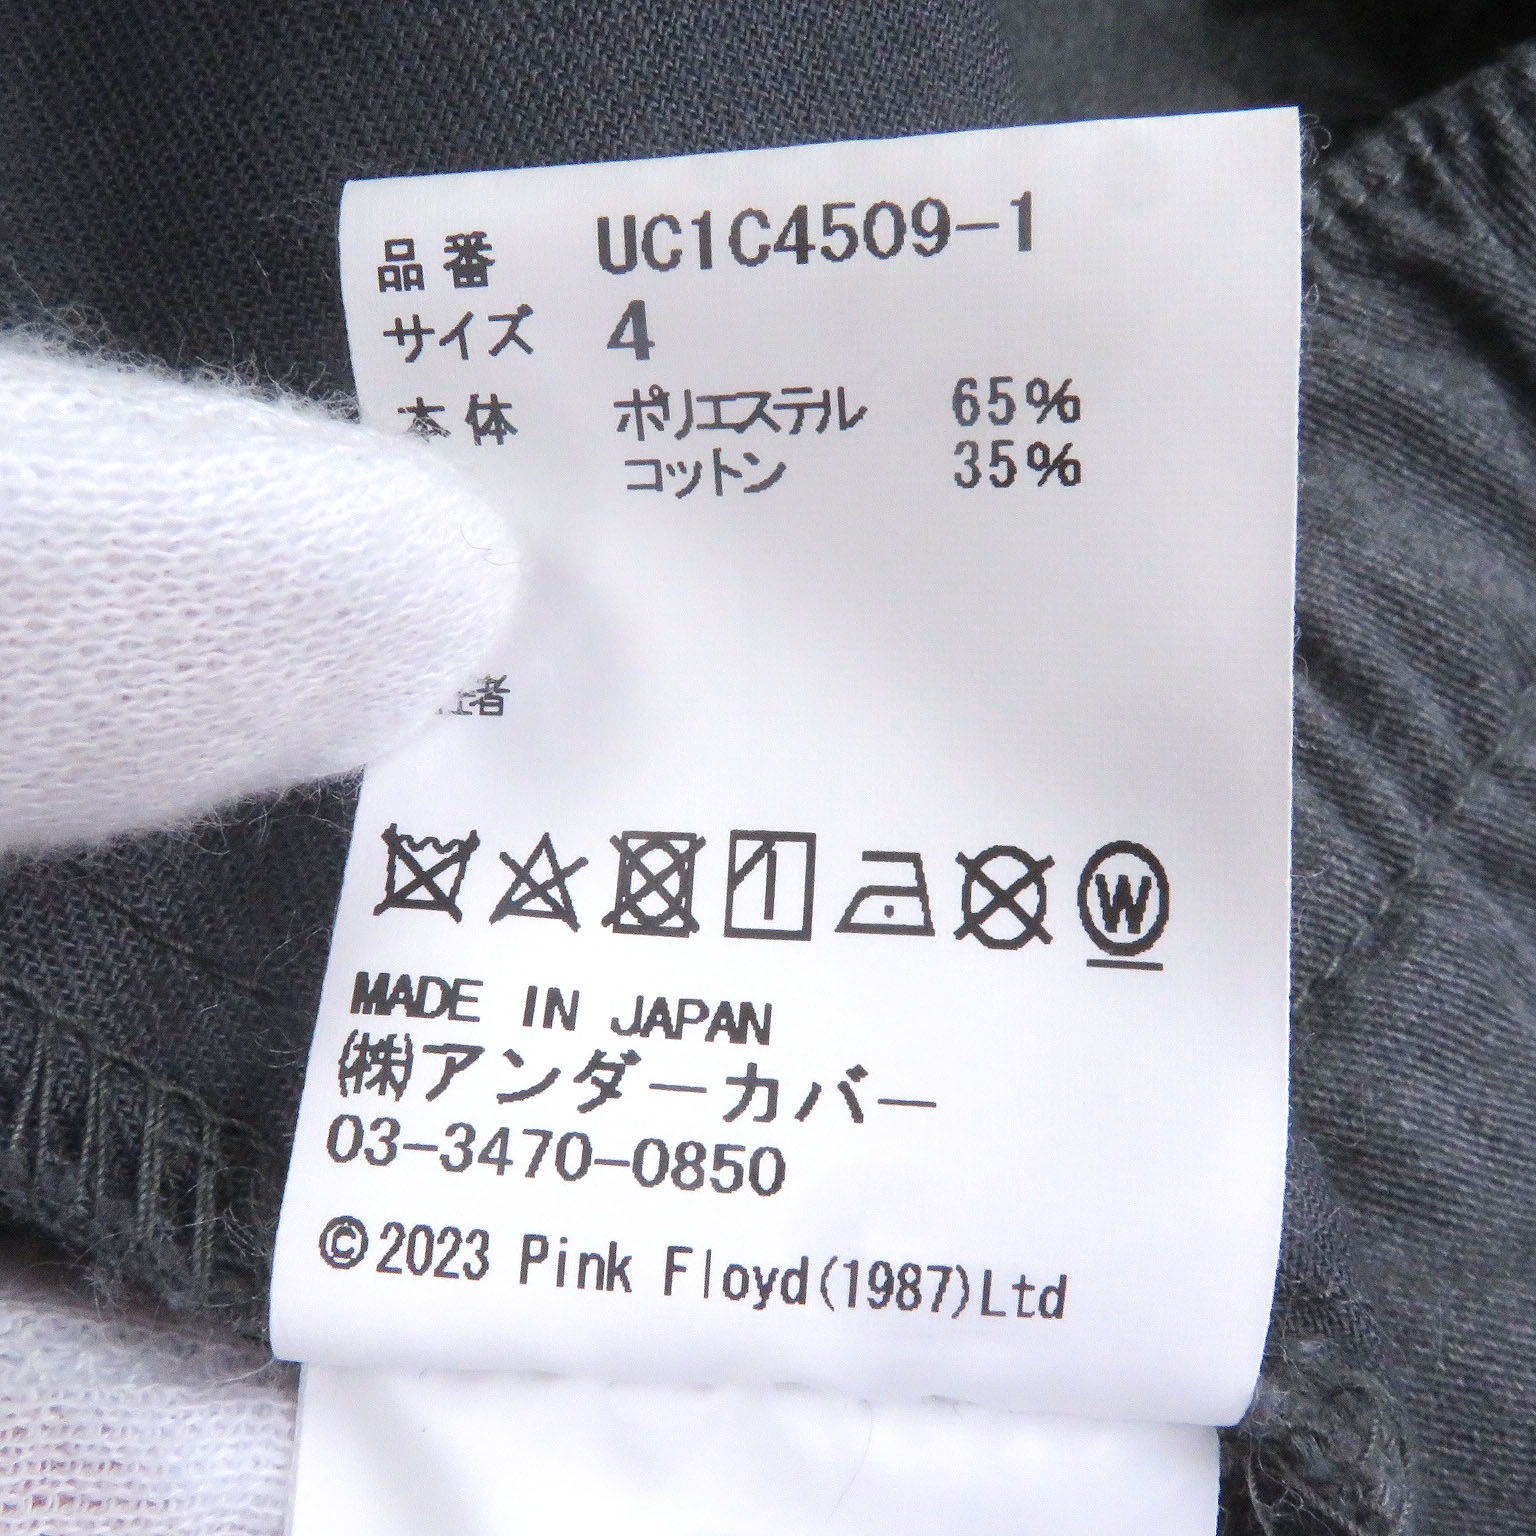 品番 UC1C4509-1
サイズ 4
本体 ポリエステル 65%
コットン 35%
者
W
MADE IN JAPAN
(株)アンダーカバー
03-3470-0850
©2023 Pink Floyd(1987)Ltd